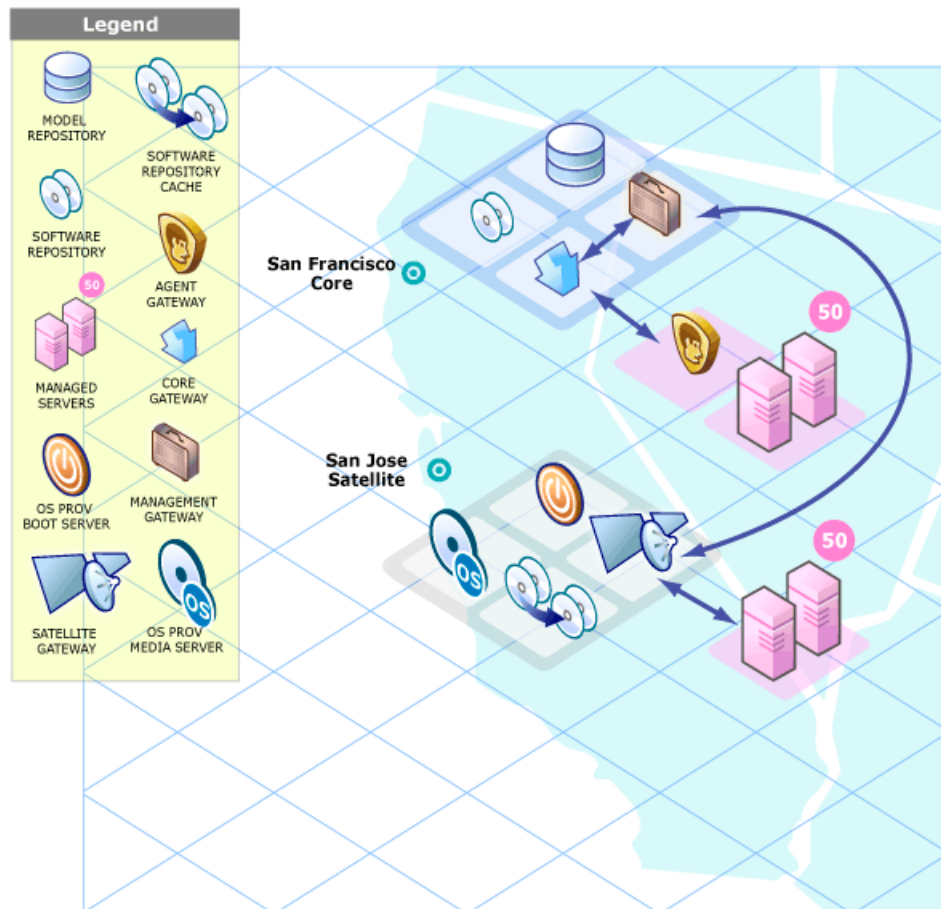 Legend
MODEL
REPOSITORY
SOFTWARE
REPOSITORY
CACHE
SOFTWARE
REPOSITORY
AGENT
GATEWAY
50
MANAGED
SERVERS
CORE
GATEWAY
OS PROV
BOOT SERVER
MANAGEMENT
GATEWAY
SATELLITE
GATEWAY
OS
OS PROV
MEDIA SERVER
San Francisco
Core
50
San Jose
Satellite
OS
50